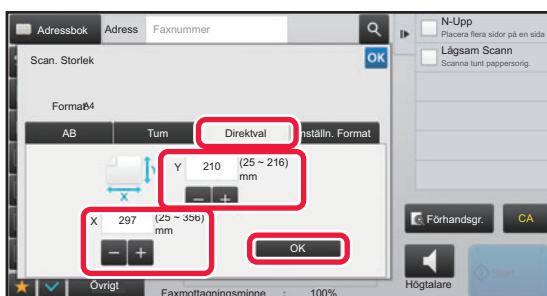 Adressbok Adress Faxnummer
N-Upp
Placera flera sidor på en sida
Lågsam Scann
Scanna tunt pappersorig.
Scan. Storlek OK
Format A4
AB Tum Direktval Inställn. Format
Y 210 (25 ~ 216)
mm
Y
X
X 297 (25 ~ 356)
mm
OK
Förhandsgr. CA
Högtalare Start
Övrigt
Faxmottagningsminne : 100%